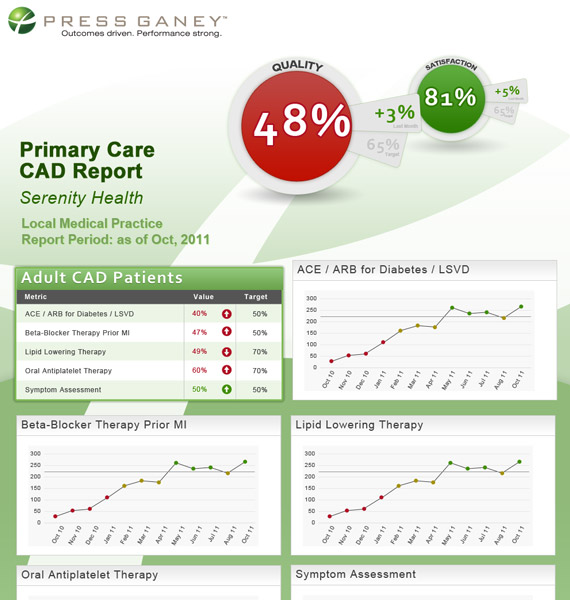 PRESS GANEY™
Outcomes driven. Performance strong.
QUALITY
48%
+3%
Last Month
65%
Target
SATISFACTION
81%
+5%
65%
Primary Care
CAD Report
Serenity Health
Local Medical Practice
Report Period: as of Oct, 2011
Adult CAD Patients
Metric Value Target
ACE / ARB for Diabetes / LSVD 40% 50%
Beta-Blocker Therapy Prior MI 47% 50%
Lipid Lowering Therapy 49% 70%
Oral Antiplatelet Therapy 60% 70%
Symptom Assessment 50% 50%
ACE / ARB for Diabetes / LSVD
300
250
200
150
100
50
0
Oct 10 Nov 10 Dec 10 Jan 11 Feb 11 Mar 11 Apr 11 May 11 Jun 11 Jul 11 Aug 11 Oct 11
Beta-Blocker Therapy Prior MI
300
250
200
150
100
50
0
Oct 10 Nov 10 Dec 10 Jan 11 Feb 11 Mar 11 Apr 11 May 11 Jun 11 Jul 11 Aug 11 Oct 11
Lipid Lowering Therapy
300
250
200
150
100
50
0
Oct 10 Nov 10 Dec 10 Jan 11 Feb 11 Mar 11 Apr 11 May 11 Jun 11 Jul 11 Aug 11 Oct 11
Oral Antiplatelet Therapy
Symptom Assessment